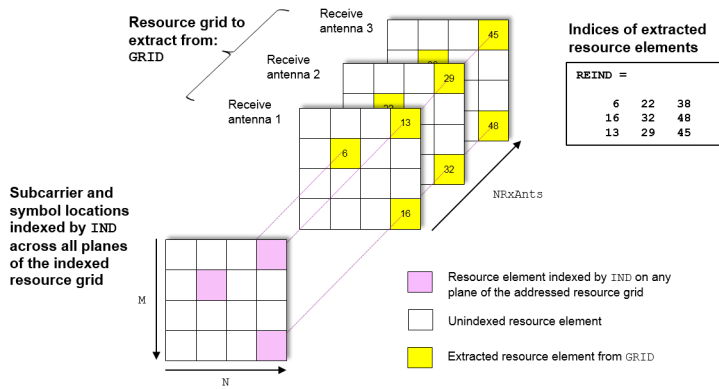 Resource grid to
extract from:
GRID
Receive
antenna 3
Receive
antenna 2
Receive
antenna 1
45
48
29
32
13
6
16
NRxAnts
Indices of extracted
resource elements
REIND =
6 22 38
16 32 48
13 29 45
Subcarrier and
symbol locations
indexed by IND
across all planes
of the indexed
resource grid
M
N
Resource element indexed by IND on any
plane of the addressed resource grid
Unindexed resource element
Extracted resource element from GRID